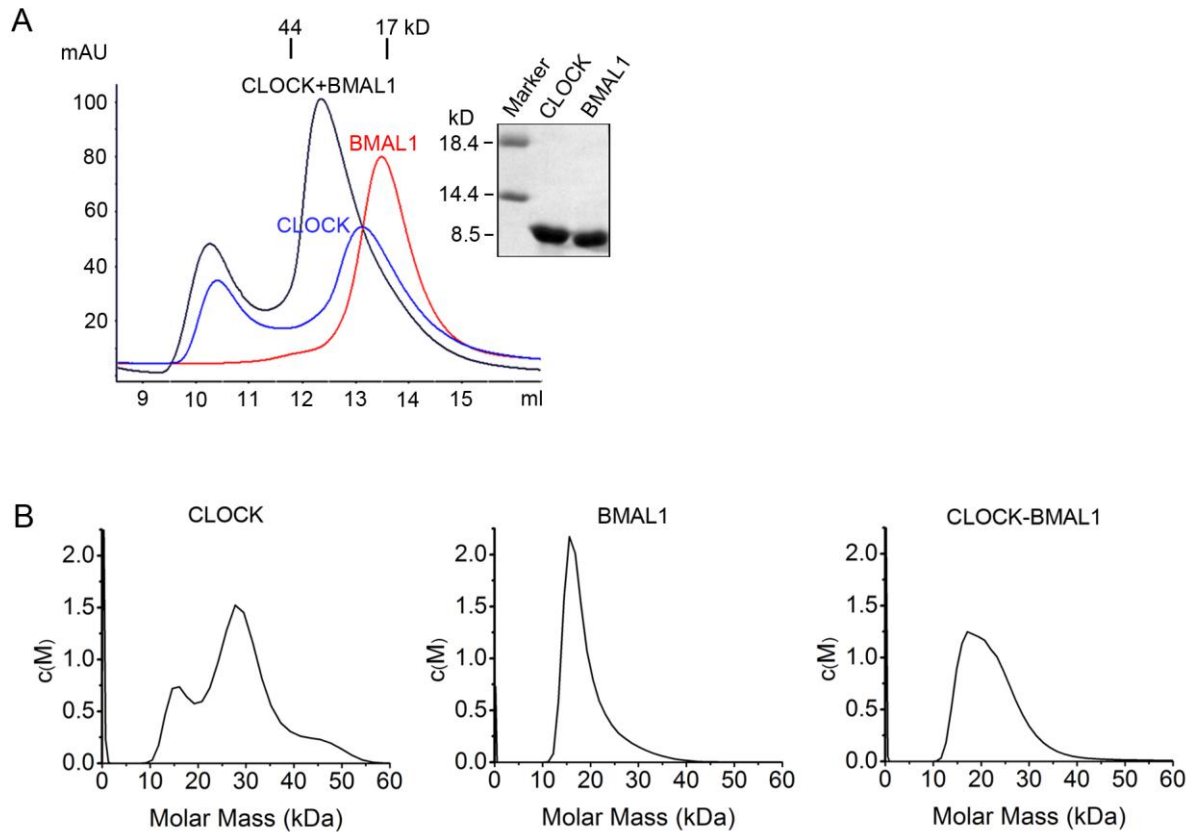 A
44 17 kD
mAU
CLOCK+BMAL1
100
80
60
40
20
BMAL1
CLOCK
9 10 11 12 13 14 15 ml
Marker CLOCK BMAL1
kD
18.4
14.4
8.5
B
CLOCK
2.0
1.5
1.0
0.5
0.0
c(M)
0 10 20 30 40 50 60
Molar Mass (kDa)
BMAL1
2.0
1.5
1.0
0.5
0.0
c(M)
0 10 20 30 40 50 60
Molar Mass (kDa)
CLOCK-BMAL1
2.0
1.5
1.0
0.5
0.0
c(M)
0 10 20 30 40 50 60
Molar Mass (kDa)